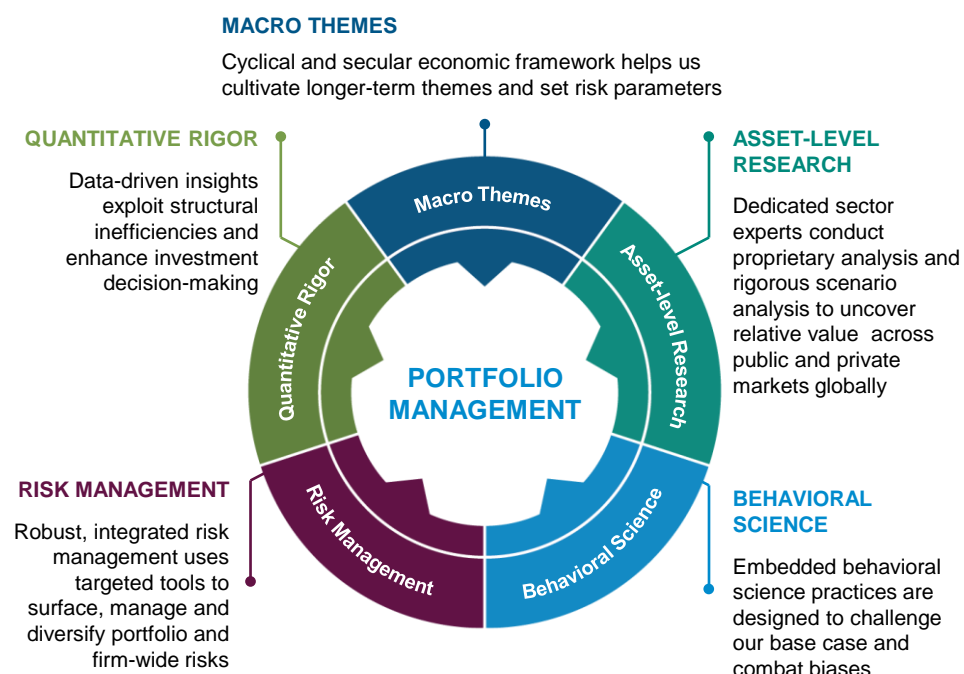 MACRO THEMES
Cyclical and secular economic framework helps us
cultivate longer-term themes and set risk parameters
QUANTITATIVE RIGOR
Data-driven insights
exploit structural
inefficiencies and
enhance investment
decision-making
ASSET-LEVEL
RESEARCH
Dedicated sector
experts conduct
proprietary analysis and
rigorous scenario
analysis to uncover
relative value across
public and private
markets globally
Macro Themes
Quantitative Rigor
Asset-level Research
PORTFOLIO
MANAGEMENT
Risk Management
Behavioral Science
RISK MANAGEMENT
Robust, integrated risk
management uses
targeted tools to
surface, manage and
diversify portfolio and
firm-wide risks
BEHAVIORAL
SCIENCE
Embedded behavioral
science practices are
designed to challenge
our base case and
combat biases